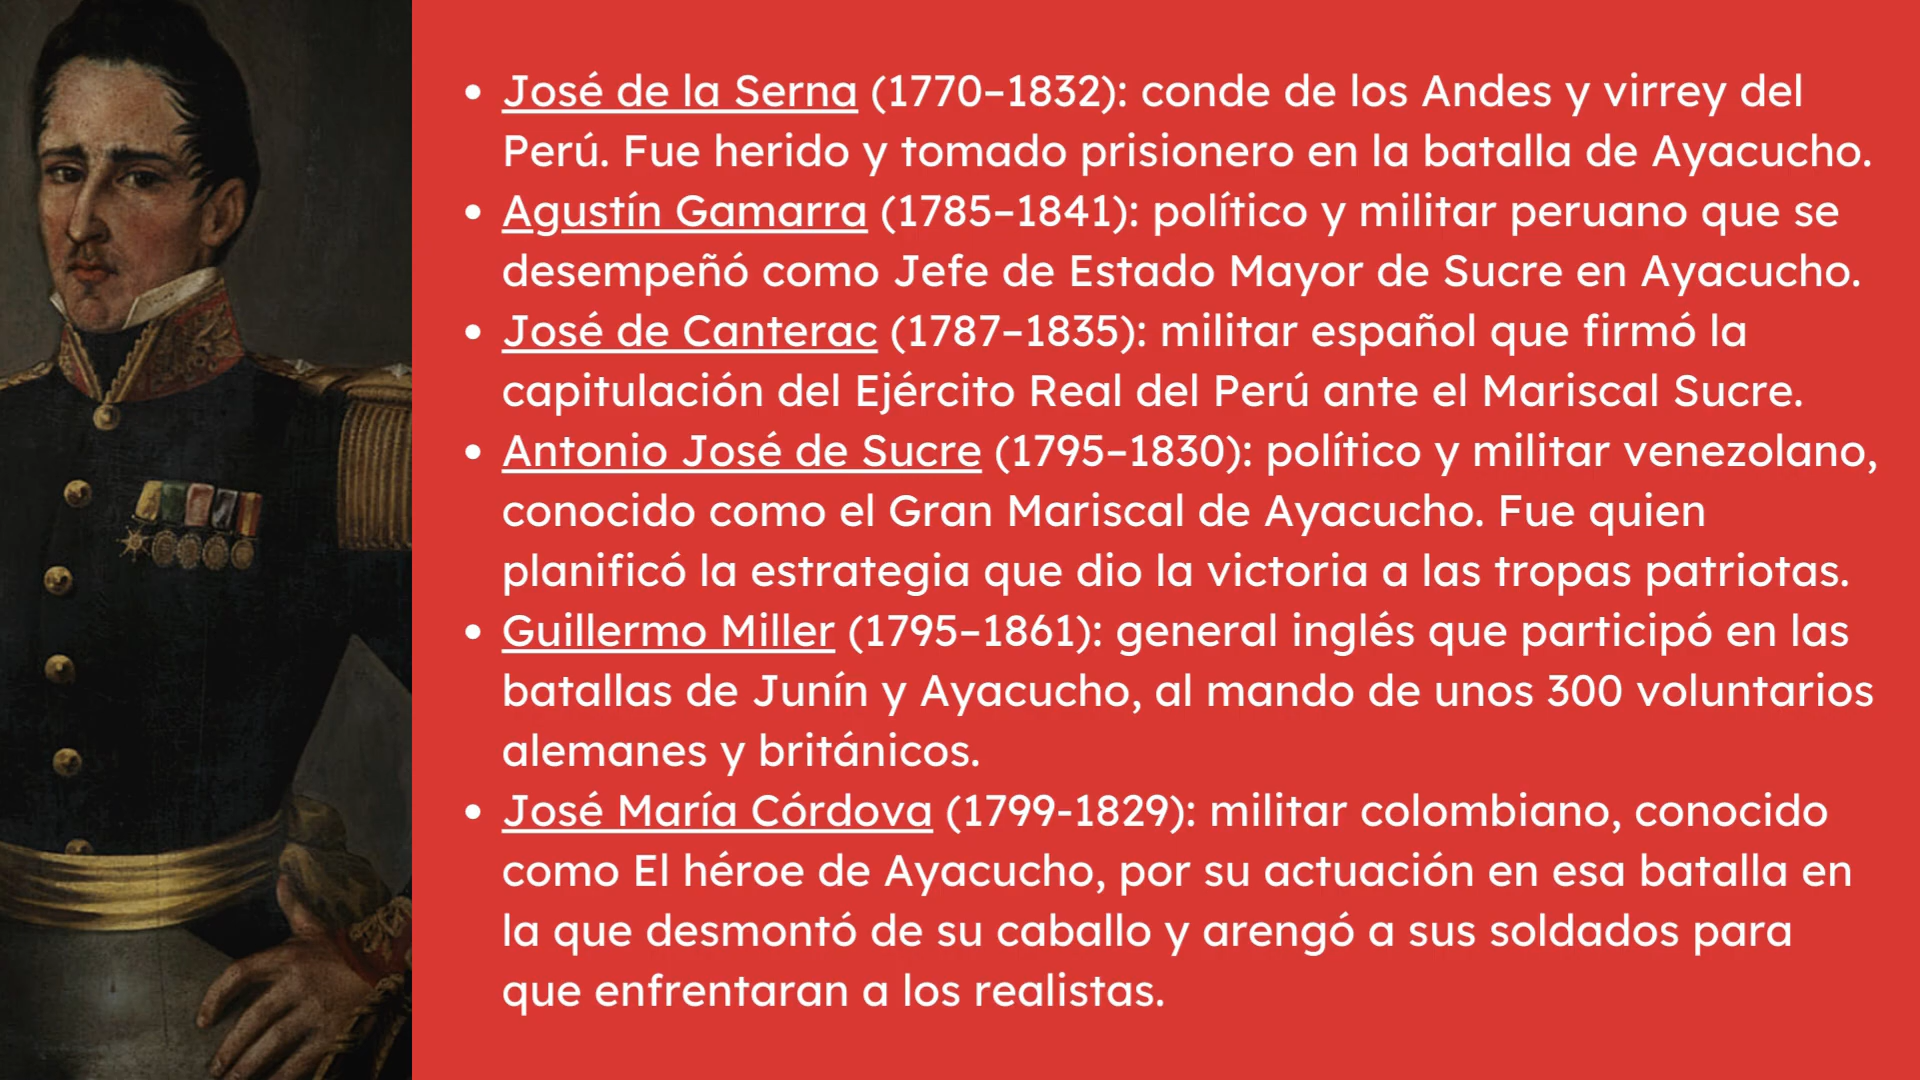 • José de la Serna (1770–1832): conde de los Andes y virrey del
Perú. Fue herido y tomado prisionero en la batalla de Ayacucho.
• Agustín Gamarra (1785–1841): político y militar peruano que se
desempeñó como Jefe de Estado Mayor de Sucre en Ayacucho.
• José de Canterac (1787–1835): militar español que firmó la
capitulación del Ejército Real del Perú ante el Mariscal Sucre.
• Antonio José de Sucre (1795–1830): político y militar venezolano,
conocido como el Gran Mariscal de Ayacucho. Fue quien
planificó la estrategia que dio la victoria a las tropas patriotas.
• Guillermo Miller (1795–1861): general inglés que participó en las
batallas de Junín y Ayacucho, al mando de unos 300 voluntarios
alemanes y británicos.
• José María Córdova (1799-1829): militar colombiano, conocido
como El héroe de Ayacucho, por su actuación en esa batalla en
la que desmontó de su caballo y arengó a sus soldados para
que enfrentaran a los realistas.